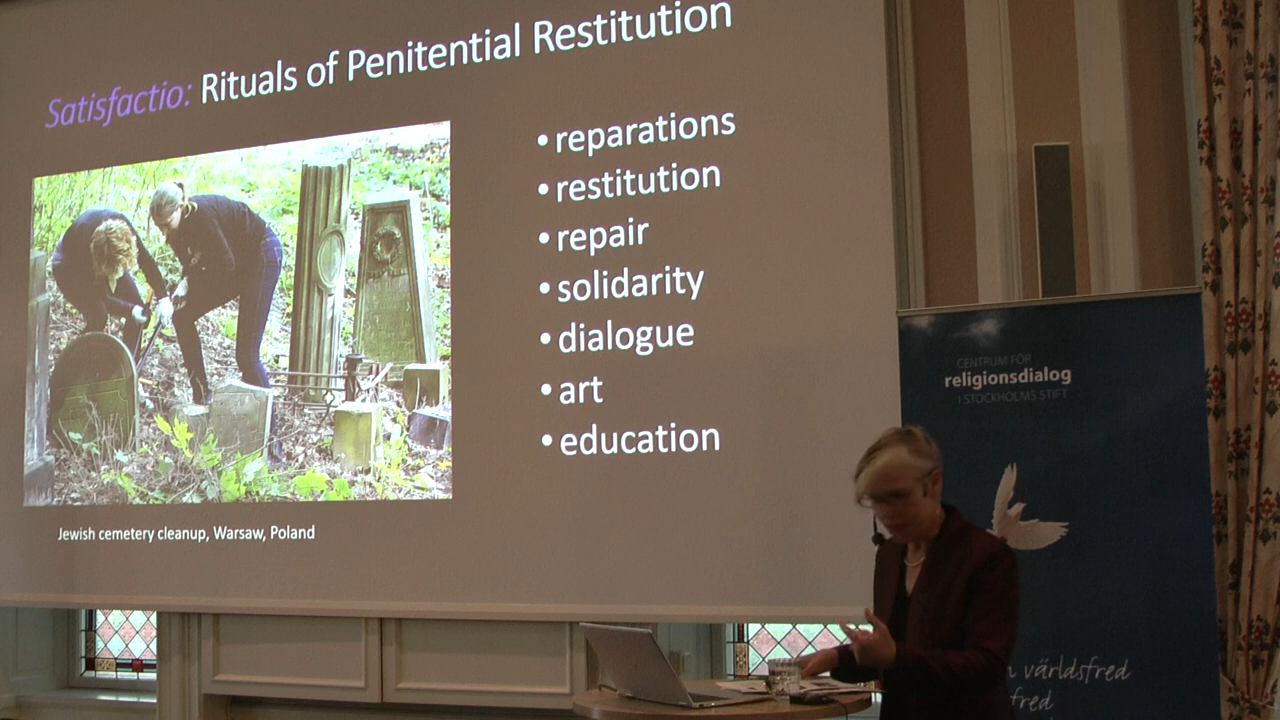 Satisfactio: Rituals of Penitential Restitution
• reparations
• restitution
• repair
• solidarity
• dialogue
• art
• education
Jewish cemetery cleanup, Warsaw, Poland
CENTRUM FÖR
religionsdialog
I STOCKHOLMS STIFT
världsfred
fred